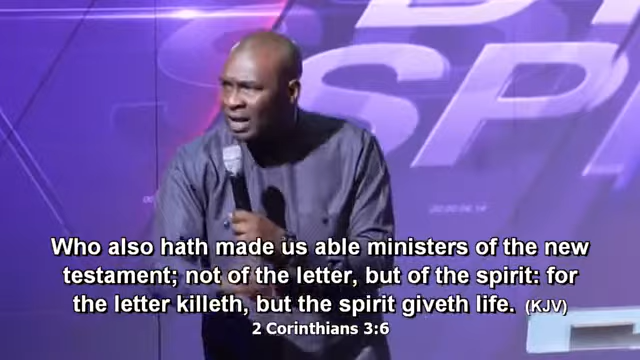 SP
Who also hath made us able ministers of the new
testament; not of the letter, but of the spirit: for
the letter killeth, but the spirit giveth life. (KJV)
2 Corinthians 3:6